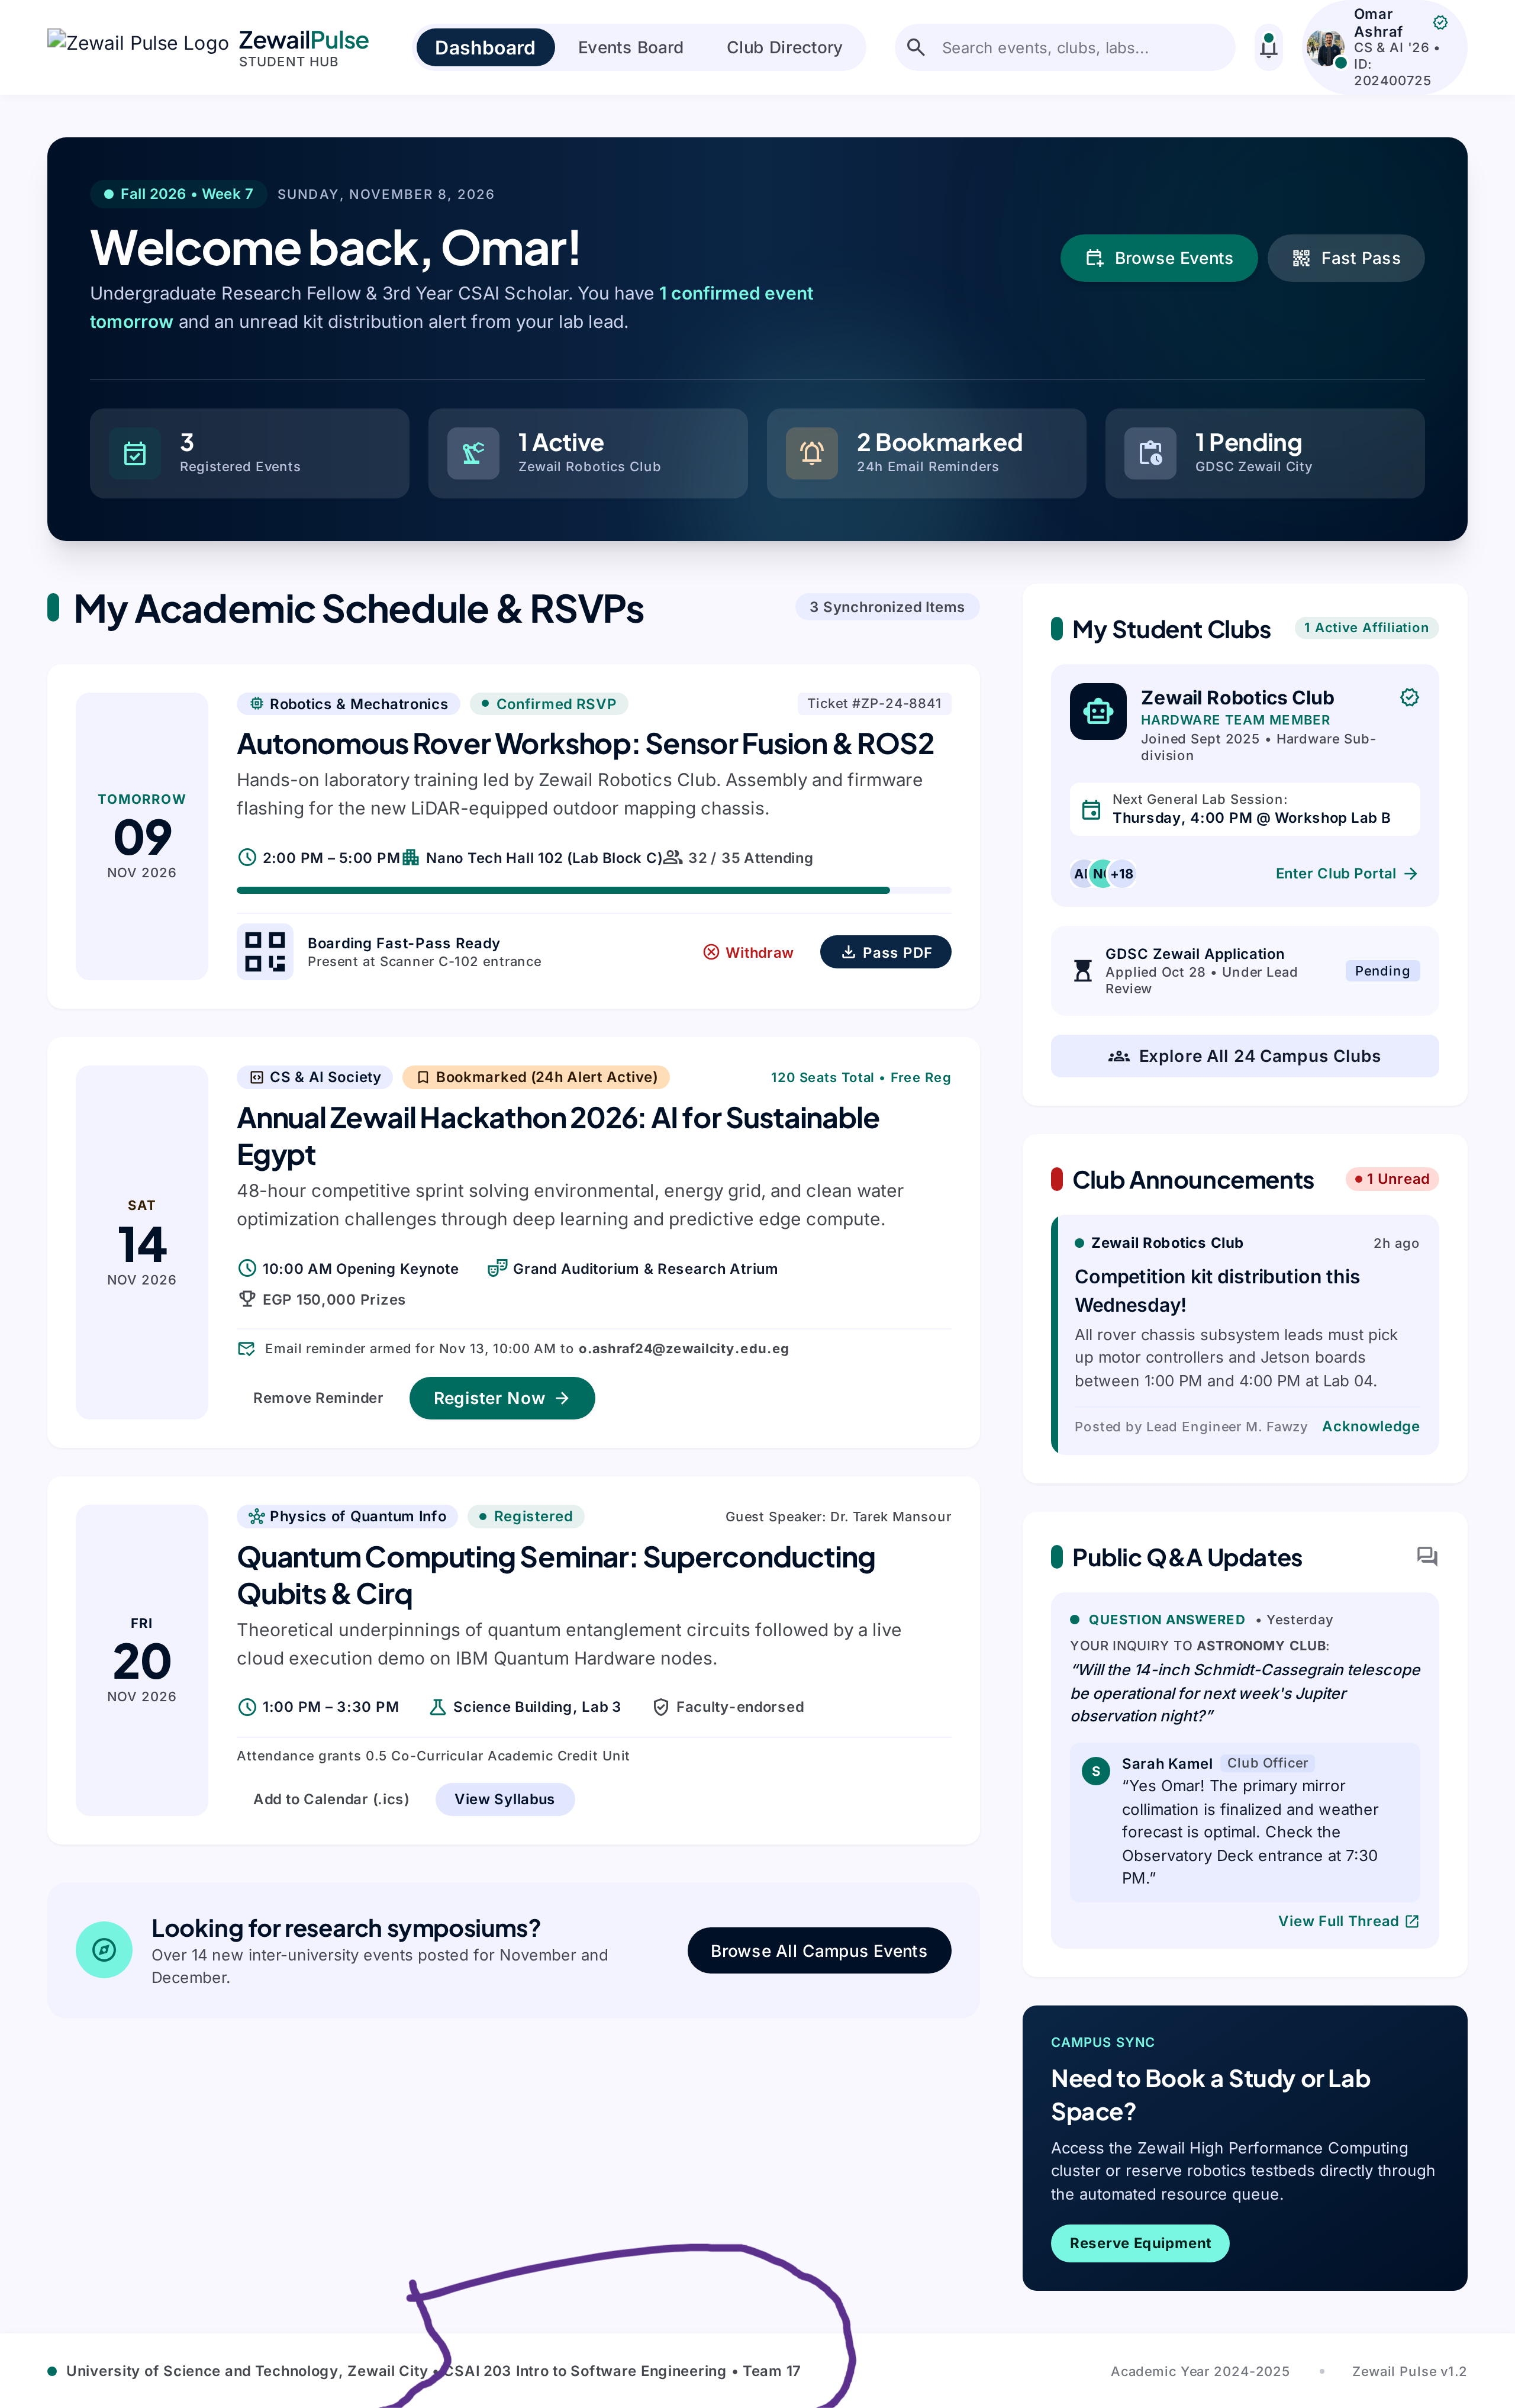 Zewail Pulse Logo
ZewailPulse
STUDENT HUB
Dashboard
Events Board
Club Directory
Search events, clubs, labs...
Omar
Ashraf
CS & AI '26 •
ID:
202400725
Fall 2026 • Week 7
SUNDAY, NOVEMBER 8, 2026
Welcome back, Omar!
Undergraduate Research Fellow & 3rd Year CSAI Scholar. You have 1 confirmed event
tomorrow and an unread kit distribution alert from your lab lead.
Browse Events
Fast Pass
3
Registered Events
1 Active
Zewail Robotics Club
2 Bookmarked
24h Email Reminders
1 Pending
GDSC Zewail City
My Academic Schedule & RSVPs
3 Synchronized Items
TOMORROW
09
NOV 2026
Robotics & Mechatronics
Confirmed RSVP
Ticket #ZP-24-8841
Autonomous Rover Workshop: Sensor Fusion & ROS2
Hands-on laboratory training led by Zewail Robotics Club. Assembly and firmware
flashing for the new LiDAR-equipped outdoor mapping chassis.
2:00 PM – 5:00 PM
Nano Tech Hall 102 (Lab Block C)
32 / 35 Attending
Boarding Fast-Pass Ready
Present at Scanner C-102 entrance
Withdraw
Pass PDF
SAT
14
NOV 2026
CS & AI Society
Bookmarked (24h Alert Active)
120 Seats Total • Free Reg
Annual Zewail Hackathon 2026: AI for Sustainable
Egypt
48-hour competitive sprint solving environmental, energy grid, and clean water
optimization challenges through deep learning and predictive edge compute.
10:00 AM Opening Keynote
Grand Auditorium & Research Atrium
EGP 150,000 Prizes
Email reminder armed for Nov 13, 10:00 AM to o.ashraf24@zewailcity.edu.eg
Remove Reminder
Register Now
FRI
20
NOV 2026
Physics of Quantum Info
Registered
Guest Speaker: Dr. Tarek Mansour
Quantum Computing Seminar: Superconducting
Qubits & Cirq
Theoretical underpinnings of quantum entanglement circuits followed by a live
cloud execution demo on IBM Quantum Hardware nodes.
1:00 PM – 3:30 PM
Science Building, Lab 3
Faculty-endorsed
Attendance grants 0.5 Co-Curricular Academic Credit Unit
Add to Calendar (.ics)
View Syllabus
Looking for research symposiums?
Over 14 new inter-university events posted for November and
December.
Browse All Campus Events
My Student Clubs
1 Active Affiliation
Zewail Robotics Club
HARDWARE TEAM MEMBER
Joined Sept 2025 • Hardware Sub-
division
Next General Lab Session:
Thursday, 4:00 PM @ Workshop Lab B
+18
Enter Club Portal
GDSC Zewail Application
Applied Oct 28 • Under Lead
Review
Pending
Explore All 24 Campus Clubs
Club Announcements
1 Unread
Zewail Robotics Club
2h ago
Competition kit distribution this
Wednesday!
All rover chassis subsystem leads must pick
up motor controllers and Jetson boards
between 1:00 PM and 4:00 PM at Lab 04.
Posted by Lead Engineer M. Fawzy
Acknowledge
Public Q&A Updates
QUESTION ANSWERED • Yesterday
YOUR INQUIRY TO ASTRONOMY CLUB:
“Will the 14-inch Schmidt-Cassegrain telescope
be operational for next week's Jupiter
observation night?”
S
Sarah Kamel
Club Officer
“Yes Omar! The primary mirror
collimation is finalized and weather
forecast is optimal. Check the
Observatory Deck entrance at 7:30
PM.”
View Full Thread
CAMPUS SYNC
Need to Book a Study or Lab
Space?
Access the Zewail High Performance Computing
cluster or reserve robotics testbeds directly through
the automated resource queue.
Reserve Equipment
University of Science and Technology, Zewail City • CSAI 203 Intro to Software Engineering • Team 17
Academic Year 2024-2025 • Zewail Pulse v1.2